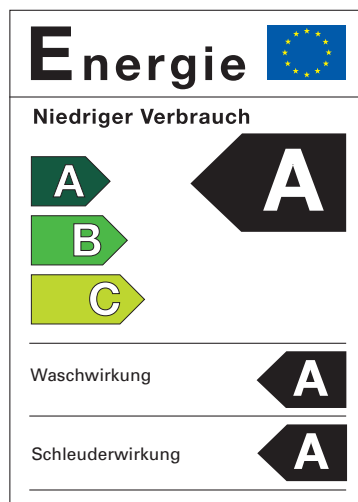 Energie
Niedriger Verbrauch
A A
B
C
Waschwirkung A
Schleuderwirkung A